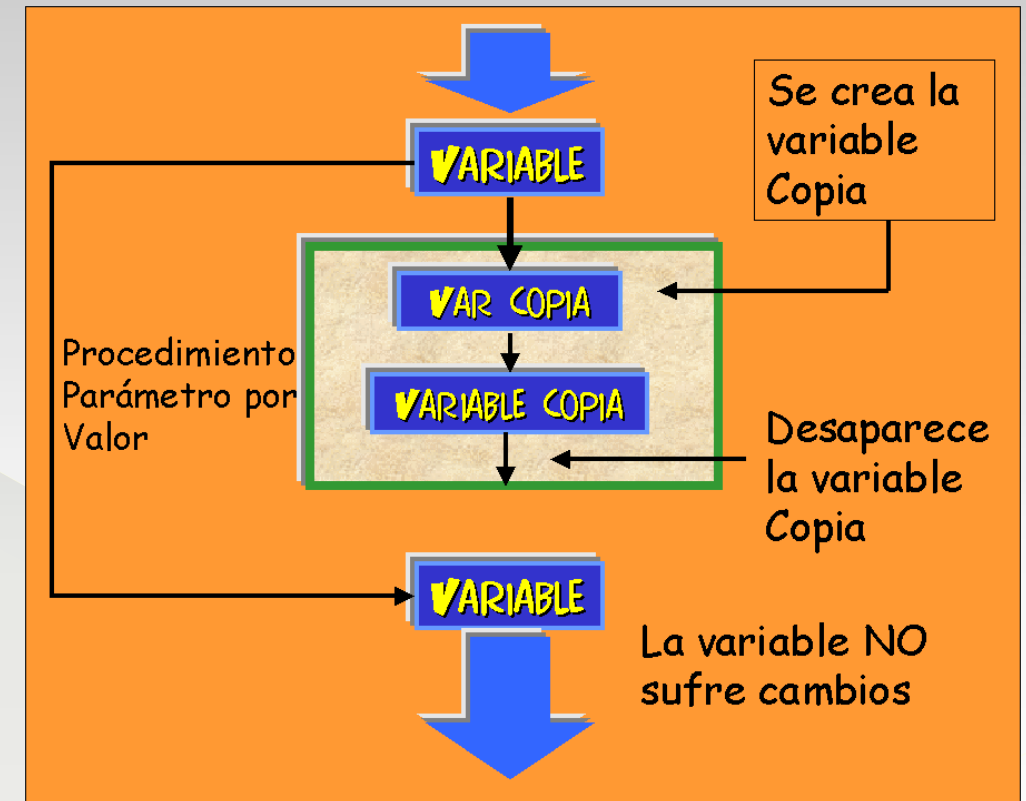 VARIABLE
Se crea la
variable
Copia
VAR COPIA
VARIABLE COPIA
Procedimiento
Parámetro por
Valor
Desaparece
la variable
Copia
VARIABLE
La variable NO
sufre cambios